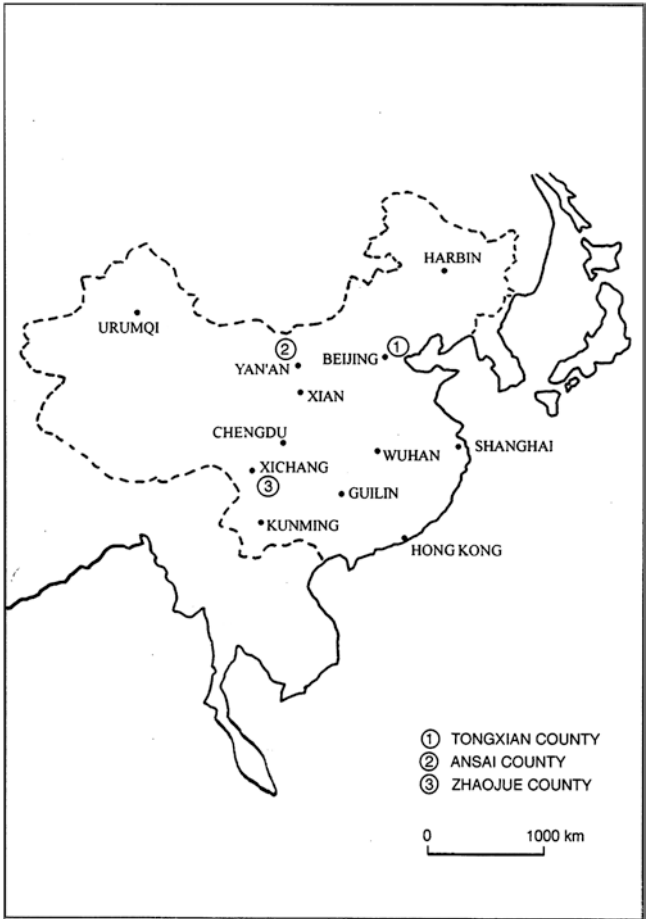 HARBIN
URUMQI
②
YAN'AN
BEIJING
①
XIAN
CHENGDU
WUHAN
SHANGHAI
XICHANG
③
GUILIN
KUNMING
HONG KONG
① TONGXIAN COUNTY
② ANSAI COUNTY
③ ZHAOJUE COUNTY
0 1000 km